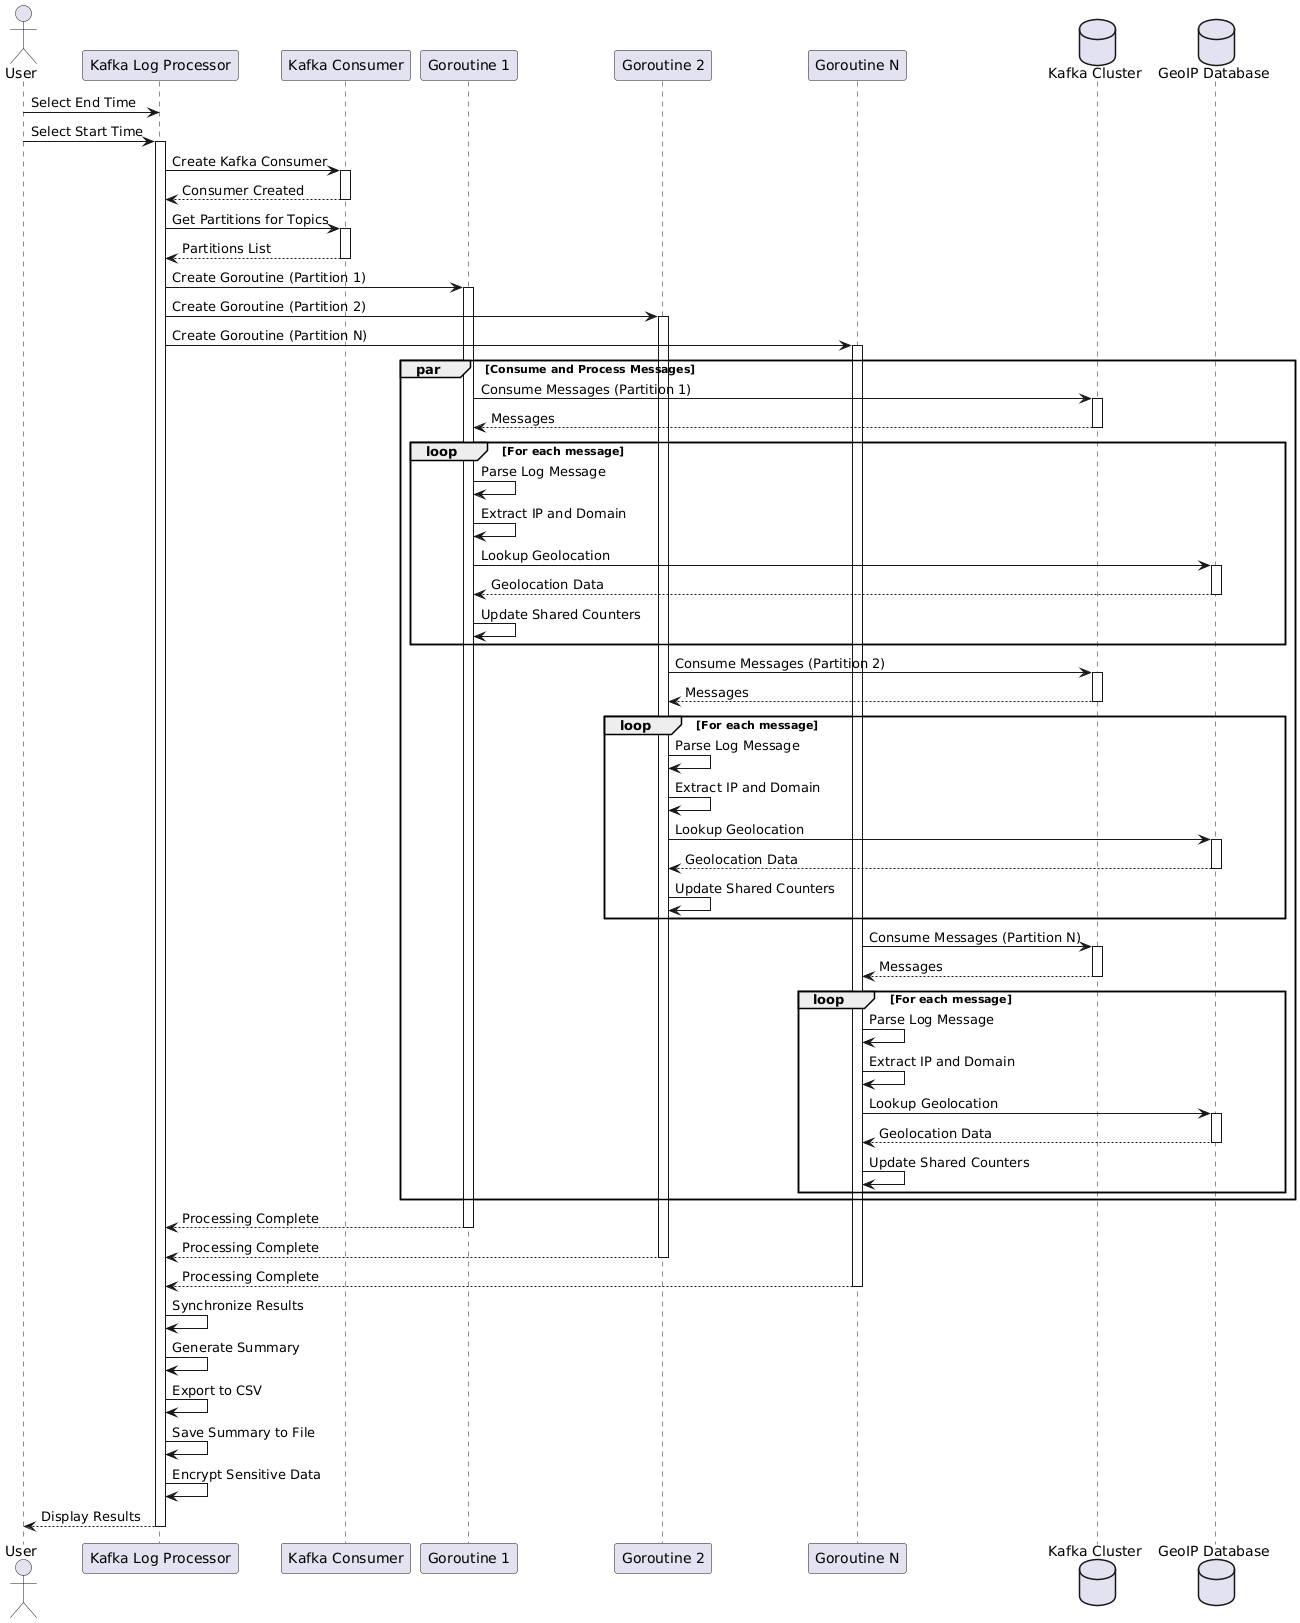 User
Kafka Log Processor
Kafka Consumer
Goroutine 1
Goroutine 2
Goroutine N
Kafka Cluster
GeoIP Database
Select End Time
Select Start Time
Create Kafka Consumer
Consumer Created
Get Partitions for Topics
Partitions List
Create Goroutine (Partition 1)
Create Goroutine (Partition 2)
Create Goroutine (Partition N)
par [Consume and Process Messages]
Consume Messages (Partition 1)
Messages
loop [For each message]
Parse Log Message
Extract IP and Domain
Lookup Geolocation
Geolocation Data
Update Shared Counters
Consume Messages (Partition 2)
Messages
loop [For each message]
Parse Log Message
Extract IP and Domain
Lookup Geolocation
Geolocation Data
Update Shared Counters
Consume Messages (Partition N)
Messages
loop [For each message]
Parse Log Message
Extract IP and Domain
Lookup Geolocation
Geolocation Data
Update Shared Counters
Processing Complete
Processing Complete
Processing Complete
Synchronize Results
Generate Summary
Export to CSV
Save Summary to File
Encrypt Sensitive Data
Display Results
User
Kafka Log Processor
Kafka Consumer
Goroutine 1
Goroutine 2
Goroutine N
Kafka Cluster
GeoIP Database